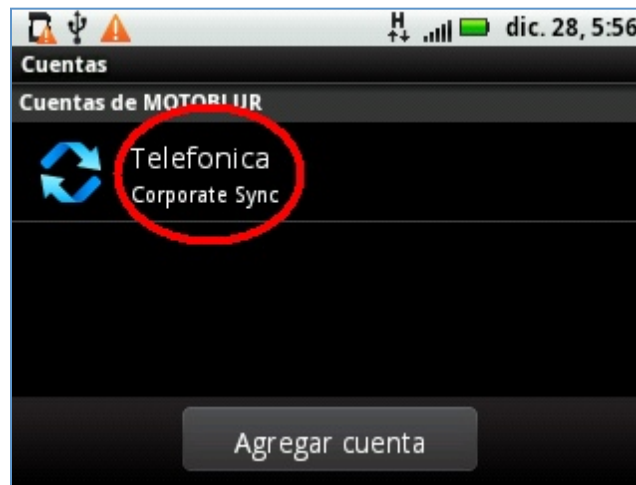 H dic. 28, 5:56
Cuentas
Cuentas de MOTOBLUR
Telefonica
Corporate Sync
Agregar cuenta